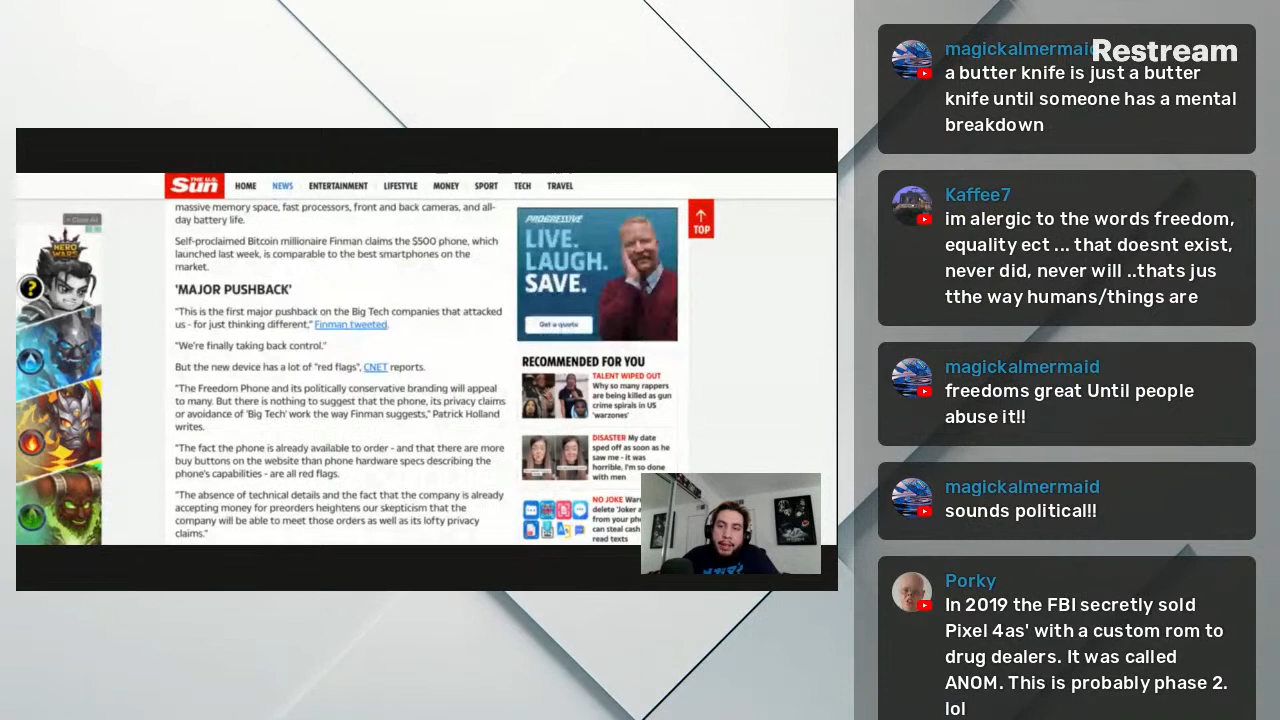 THE U.S. Sun
HOME NEWS ENTERTAINMENT LIFESTYLE MONEY SPORT TECH TRAVEL
massive memory space, fast processors, front and back cameras, and all-
day battery life.
Self-proclaimed Bitcoin millionaire Finman claims the $500 phone, which
launched last week, is comparable to the best smartphones on the
market.
'MAJOR PUSHBACK'
"This is the first major pushback on the Big Tech companies that attacked
us - for just thinking different," Finman tweeted.
"We're finally taking back control."
But the new device has a lot of "red flags", CNET reports.
"The Freedom Phone and its politically conservative branding will appeal
to many. But there is nothing to suggest that the phone, its privacy claims
or avoidance of 'Big Tech' work the way Finman suggests," Patrick Holland
writes.
"The fact the phone is already available to order - and that there are more
buy buttons on the website than phone hardware specs describing the
phone's capabilities - are all red flags.
"The absence of technical details and the fact that the company is already
accepting money for preorders heightens our skepticism that the
company will be able to meet those orders as well as its lofty privacy
claims."
× Close Ad
HERO
WARS
?
PROGRESSIVE
LIVE.
LAUGH.
SAVE.
Get a quote
TOP
RECOMMENDED FOR YOU
TALENT WIPED OUT
Why so many rappers
are being killed as gun
crime spirals in US
'warzones'
DISASTER My date
sped off as soon as he
saw me - it was
horrible, I'm so done
with men
NO JOKE
delete 'Joker
from your
can steal cash
read texts
Restream
magickalmermaid
a butter knife is just a butter
knife until someone has a mental
breakdown
Kaffee7
im alergic to the words freedom,
equality ect ... that doesnt exist,
never did, never will ..thats jus
tthe way humans/things are
magickalmermaid
freedoms great Until people
abuse it!!
magickalmermaid
sounds political!!
Porky
In 2019 the FBI secretly sold
Pixel 4as' with a custom rom to
drug dealers. It was called
ANOM. This is probably phase 2.
lol